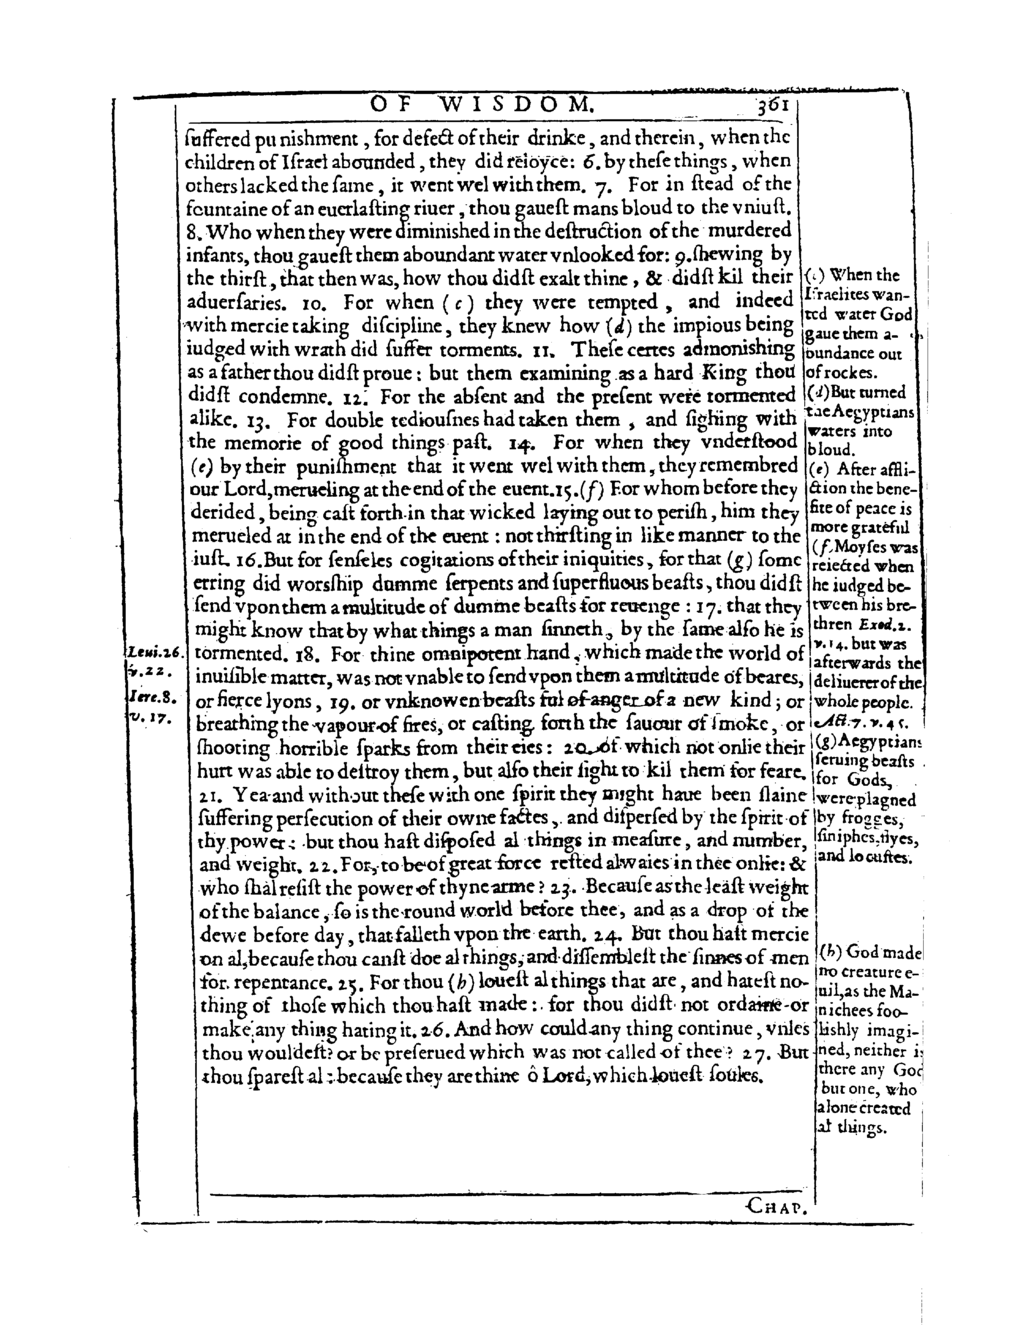 OF WISDOM. 361
ſuffered punishment, for defect of their drinke, and therein, when the
children of Iſrael abounded, they did reioyce: 6. by theſe things, when
others lacked the ſame, it went wel with them. 7. For in ſtead of the
fountaine of an euerlaſting riuer, thou gaueſt mans bloud to the vniuſt.
8. Who when they were diminished in the deſtruction of the murdered
infants, thou gaueſt them aboundant water vnlooked for: 9. ſhewing by
the thirſt, that then was, how thou didſt exalt thine, & didſt kil their
aduerſaries. 10. For when (c) they were tempted, and indeed
with mercie taking diſcipline, they knew how (d) the impious being
iudged with wrath did ſuffer torments. 11. Theſe certes admonishing
as a father thou didſt proue: but them examining as a hard King thou
didſt condemne. 12. For the abſent and the preſent were tormented
alike. 13. For double tediouſnes had taken them, and ſighing with
the memorie of good things paſt. 14. For when they vnderſtood
(e) by their puniſhment that it went wel with them, they remembred
our Lord, merueling at the end of the euent. 15. (f) For whom before they
derided, being caſt forth in that wicked laying out to periſh, him they
merueled at in the end of the euent: not thirſting in like manner to the
iuſt. 16. But for ſenſeles cogitations of their iniquities, for that (g) ſome
erring did worsſhip dumme ſerpents and ſuperfluous beaſts, thou didſt
ſend vpon them a multitude of dumme beaſts for reuenge: 17. that they
might know that by what things a man ſinneth, by the ſame alſo he is
tormented. 18. For thine omnipotent hand, which made the world of
inuiſible matter, was not vnable to ſend vpon them a multitude of beares,
or fierce lyons, 19. or vnknowen beaſts ful of anger of a new kind; or
breathing the vapour of fires, or caſting forth the ſauour of ſmoke, or
ſhooting horrible ſparks from their eies: 20. of which not onlie their
hurt was able to deſtroy them, but alſo their ſight to kil them for feare.
21. Yea and without theſe with one ſpirit they might haue been ſlaine
ſuffering perſecution of their owne factes, and diſperſed by the ſpirit of
thy power: but thou haſt diſpoſed al things in meaſure, and number,
and weight. 22. For, to be of great force reſted alwaies in thee onlie: &
who ſhal reſiſt the power of thyne arme? 23. Becauſe as the leaſt weight
of the balance, ſo is the round world before thee, and as a drop of the
dewe before day, that falleth vpon the earth. 24. But thou haſt mercie
on al, becauſe thou canſt doe al things, and diſſembleſt the ſinnes of men
for repentance. 25. For thou (h) loueſt al things that are, and hateſt no-
thing of thoſe which thou haſt made: for thou didſt not ordaine or
make any thing hating it. 26. And how could any thing continue, vnles
thou wouldeſt? or be preſerued which was not called of thee? 27. But
thou ſpareſt al: becauſe they are thine ô Lord, which loueſt ſoules.
Leui. 26.
v. 22.
Iere. 8.
v. 17.
(c) When the
Iſraelites wan-
ted water God
gaue them a-
bundance out
of rockes.
(d) But turned
the Aegyptians
waters into
bloud.
(e) After affli-
ction the bene-
fite of peace is
more grateful
(f. Moyſes was
reiected when
he iudged be-
tween his bre-
thren Exod. 2.
v. 14. but was
afterwards the
deliuerer of the
whole people.
Act. 7. v. 45.
(g) Aegyptians
ſeruing beaſts
for Gods,
were plagned
by frogges,
ſiniphes, flyes,
and locuſtes.
(h) God made
no creature e-
uil, as the Ma-
nichees foo-
lishly imagi-
ned, neither is
there any God
but one, who
alone created
al things.
CHAP.